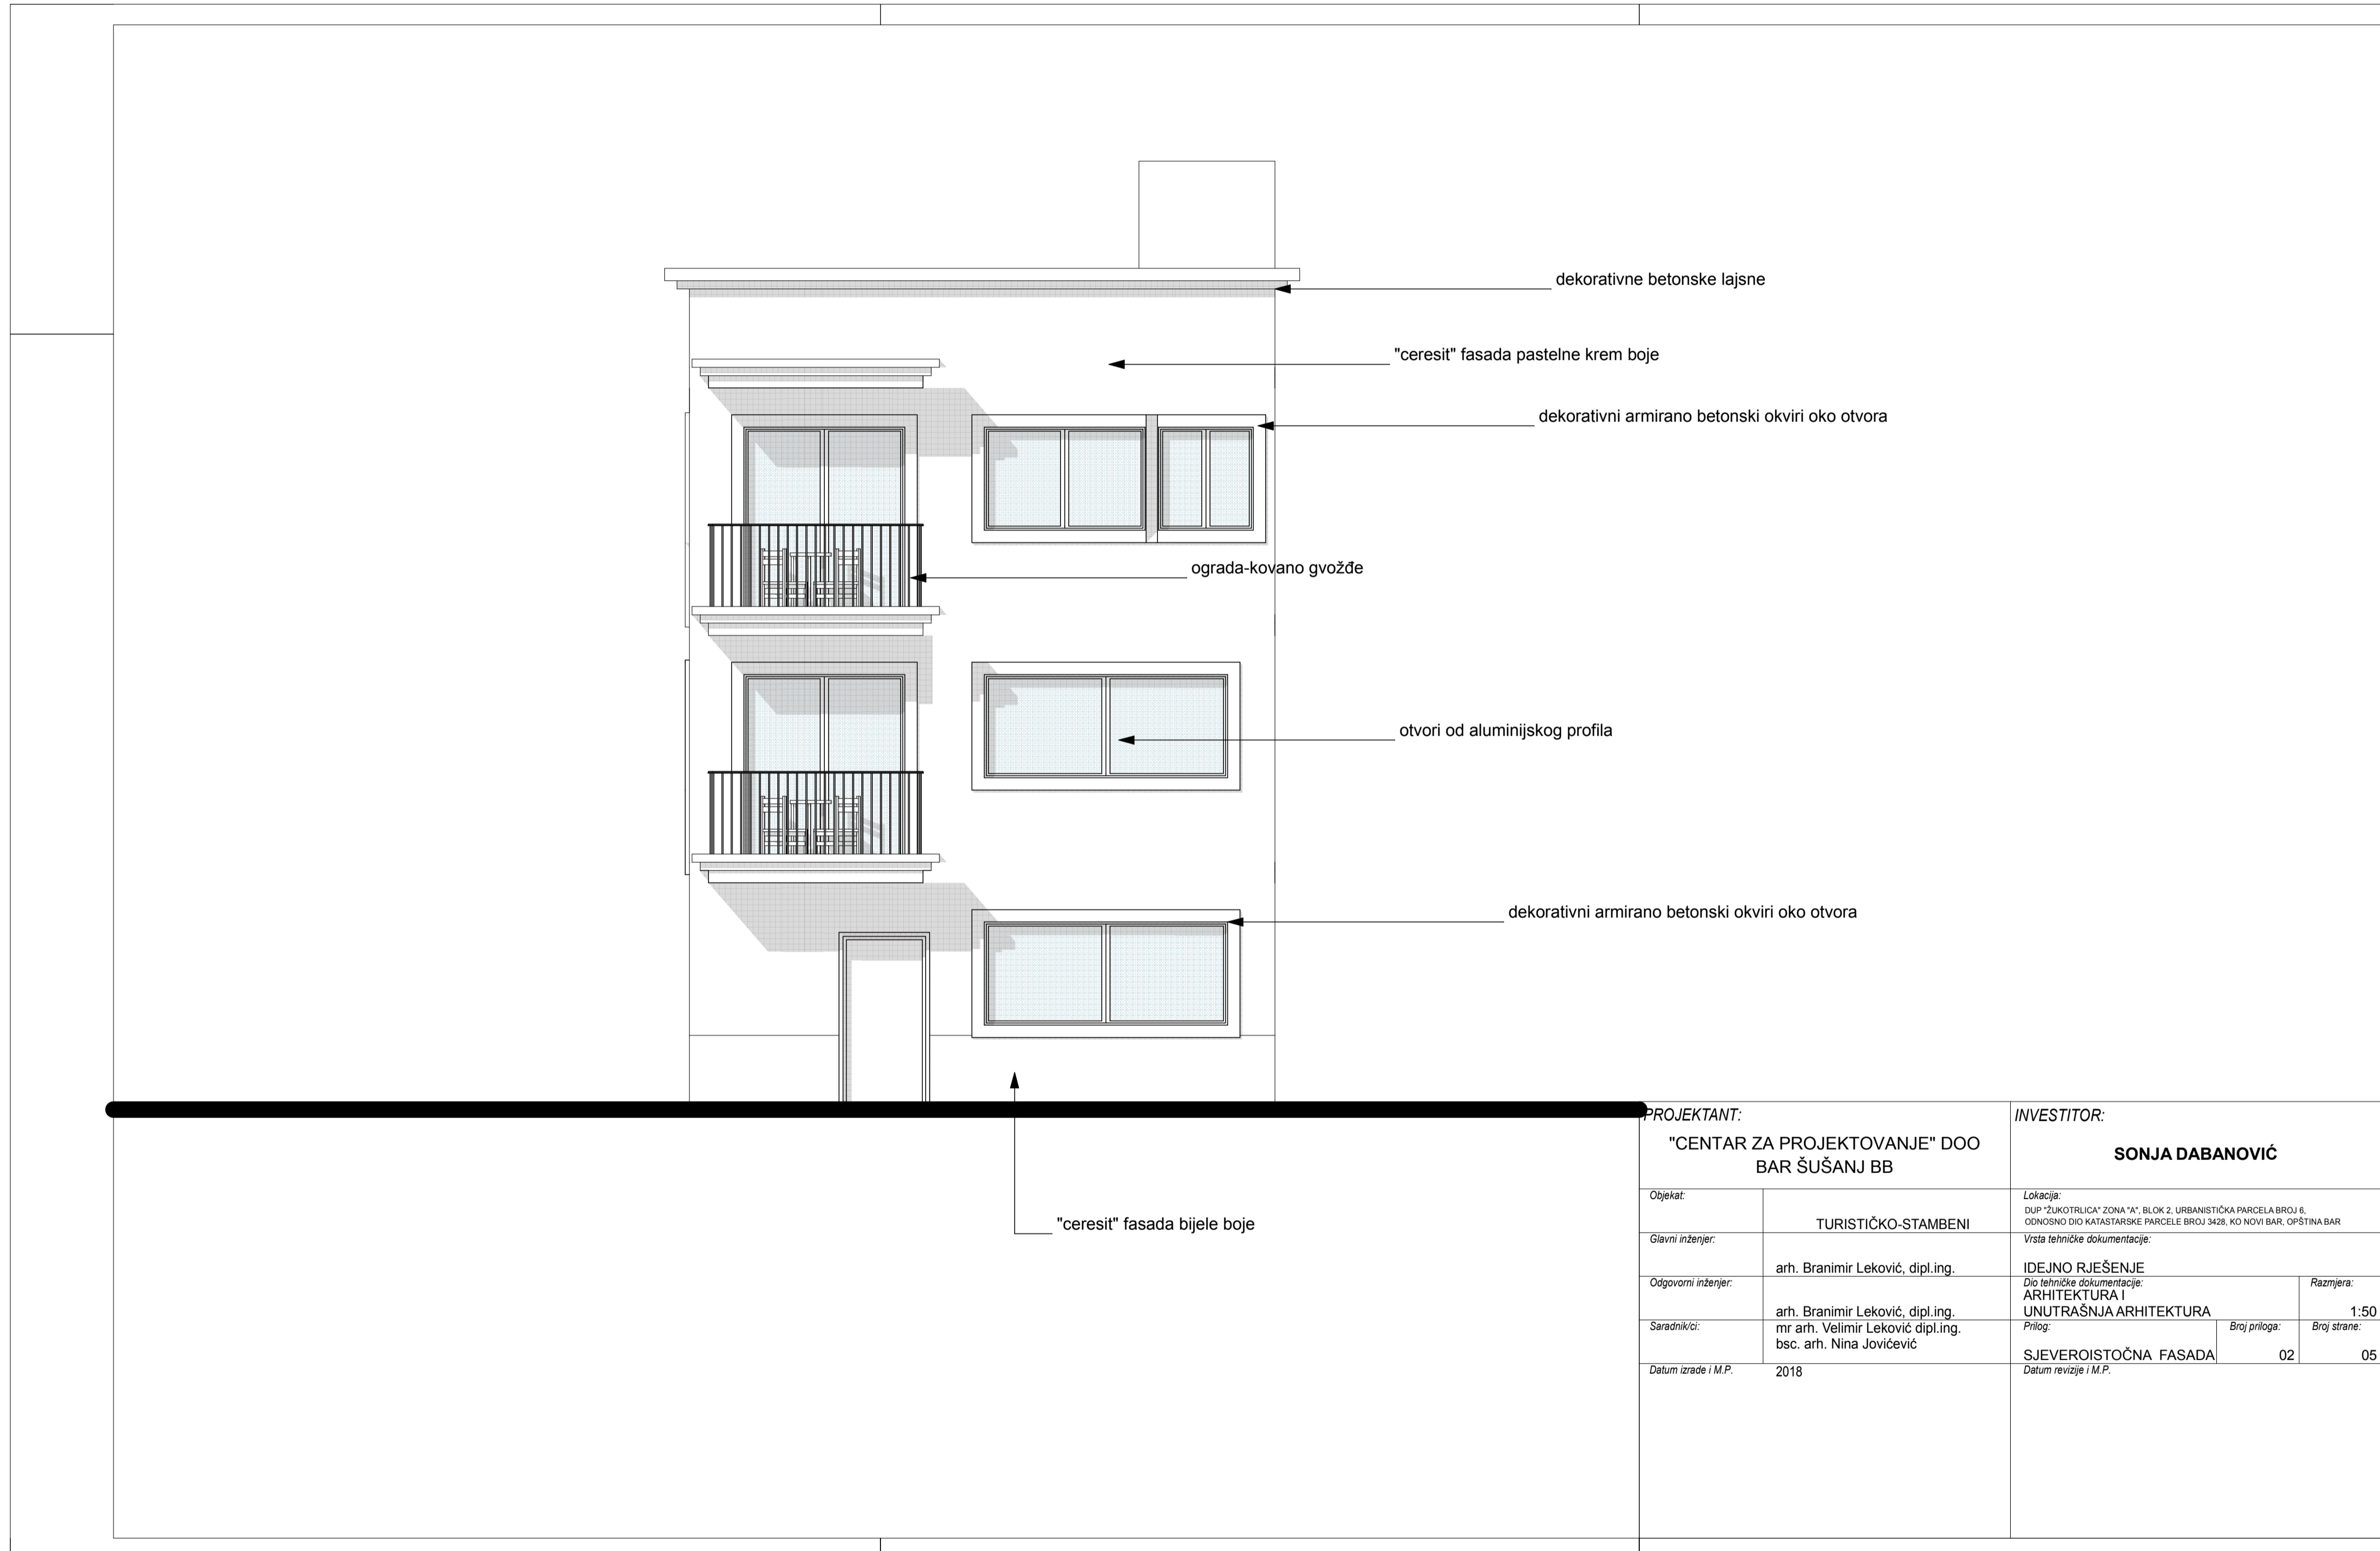 dekorativne betonske lajsne
"ceresit" fasada pastelne krem boje
dekorativni armirano betonski okviri oko otvora
ograda-kovano gvožđe
otvori od aluminijskog profila
dekorativni armirano betonski okviri oko otvora
"ceresit" fasada bijele boje
PROJEKTANT:
"CENTAR ZA PROJEKTOVANJE" DOO
BAR ŠUŠANJ BB
INVESTITOR:
SONJA DABANOVIĆ
Objekat:
TURISTIČKO-STAMBENI
Lokacija:
DUP "ŽUKOTRLICA" ZONA "A", BLOK 2, URBANISTIČKA PARCELA BROJ 6,
ODNOSNO DIO KATASTARSKE PARCELE BROJ 3428, KO NOVI BAR, OPŠTINA BAR
Glavni inženjer:
arh. Branimir Leković, dipl.ing.
Vrsta tehničke dokumentacije:
IDEJNO RJEŠENJE
Odgovorni inženjer:
arh. Branimir Leković, dipl.ing.
Dio tehničke dokumentacije:
ARHITEKTURA I
UNUTRAŠNJA ARHITEKTURA
Razmjera:
1:50
Saradnik/ci:
mr arh. Velimir Leković dipl.ing.
bsc. arh. Nina Jovićević
Prilog:
SJEVEROISTOČNA FASADA
Broj priloga:
02
Broj strane:
05
Datum izrade i M.P.
2018
Datum revizije i M.P.